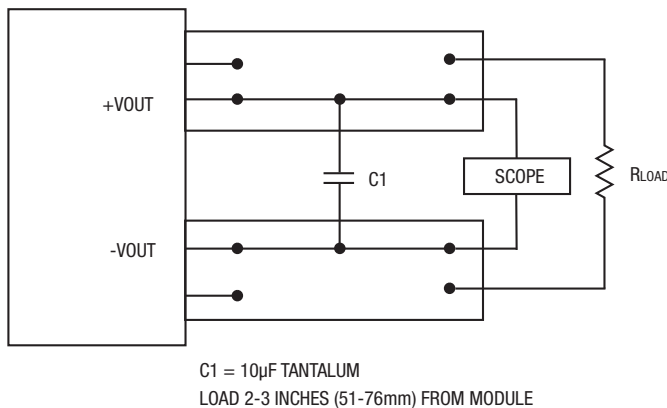 +VOUT
C1
SCOPE
RLOAD
-VOUT
C1 = 10µF TANTALUM
LOAD 2-3 INCHES (51-76mm) FROM MODULE